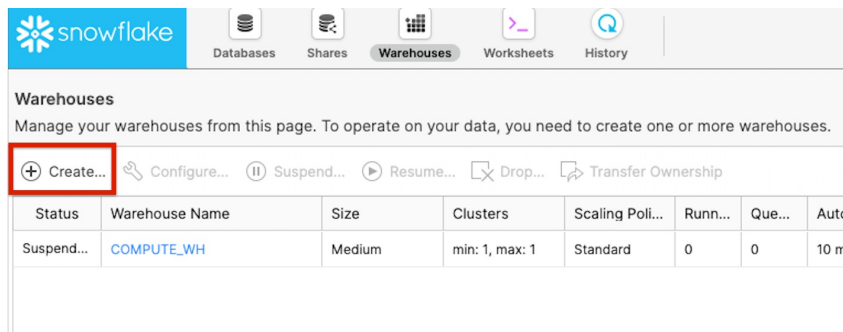 snowflake
Databases Shares Warehouses Worksheets History
Warehouses
Manage your warehouses from this page. To operate on your data, you need to create one or more warehouses.
Create... Configure... Suspend... Resume... Drop... Transfer Ownership
Status Warehouse Name Size Clusters Scaling Poli... Runn... Que... Auto
Suspend... COMPUTE_WH Medium min: 1, max: 1 Standard 0 0 10 m